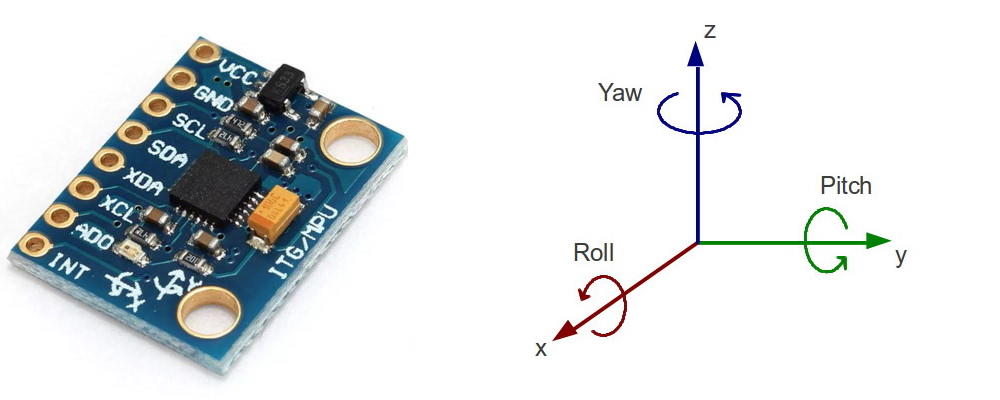 VCC
GND
SCL
SDA
XDA
XCL
ADO
INT
X
Y
ITG/MPU
z
Yaw
Pitch
y
Roll
x